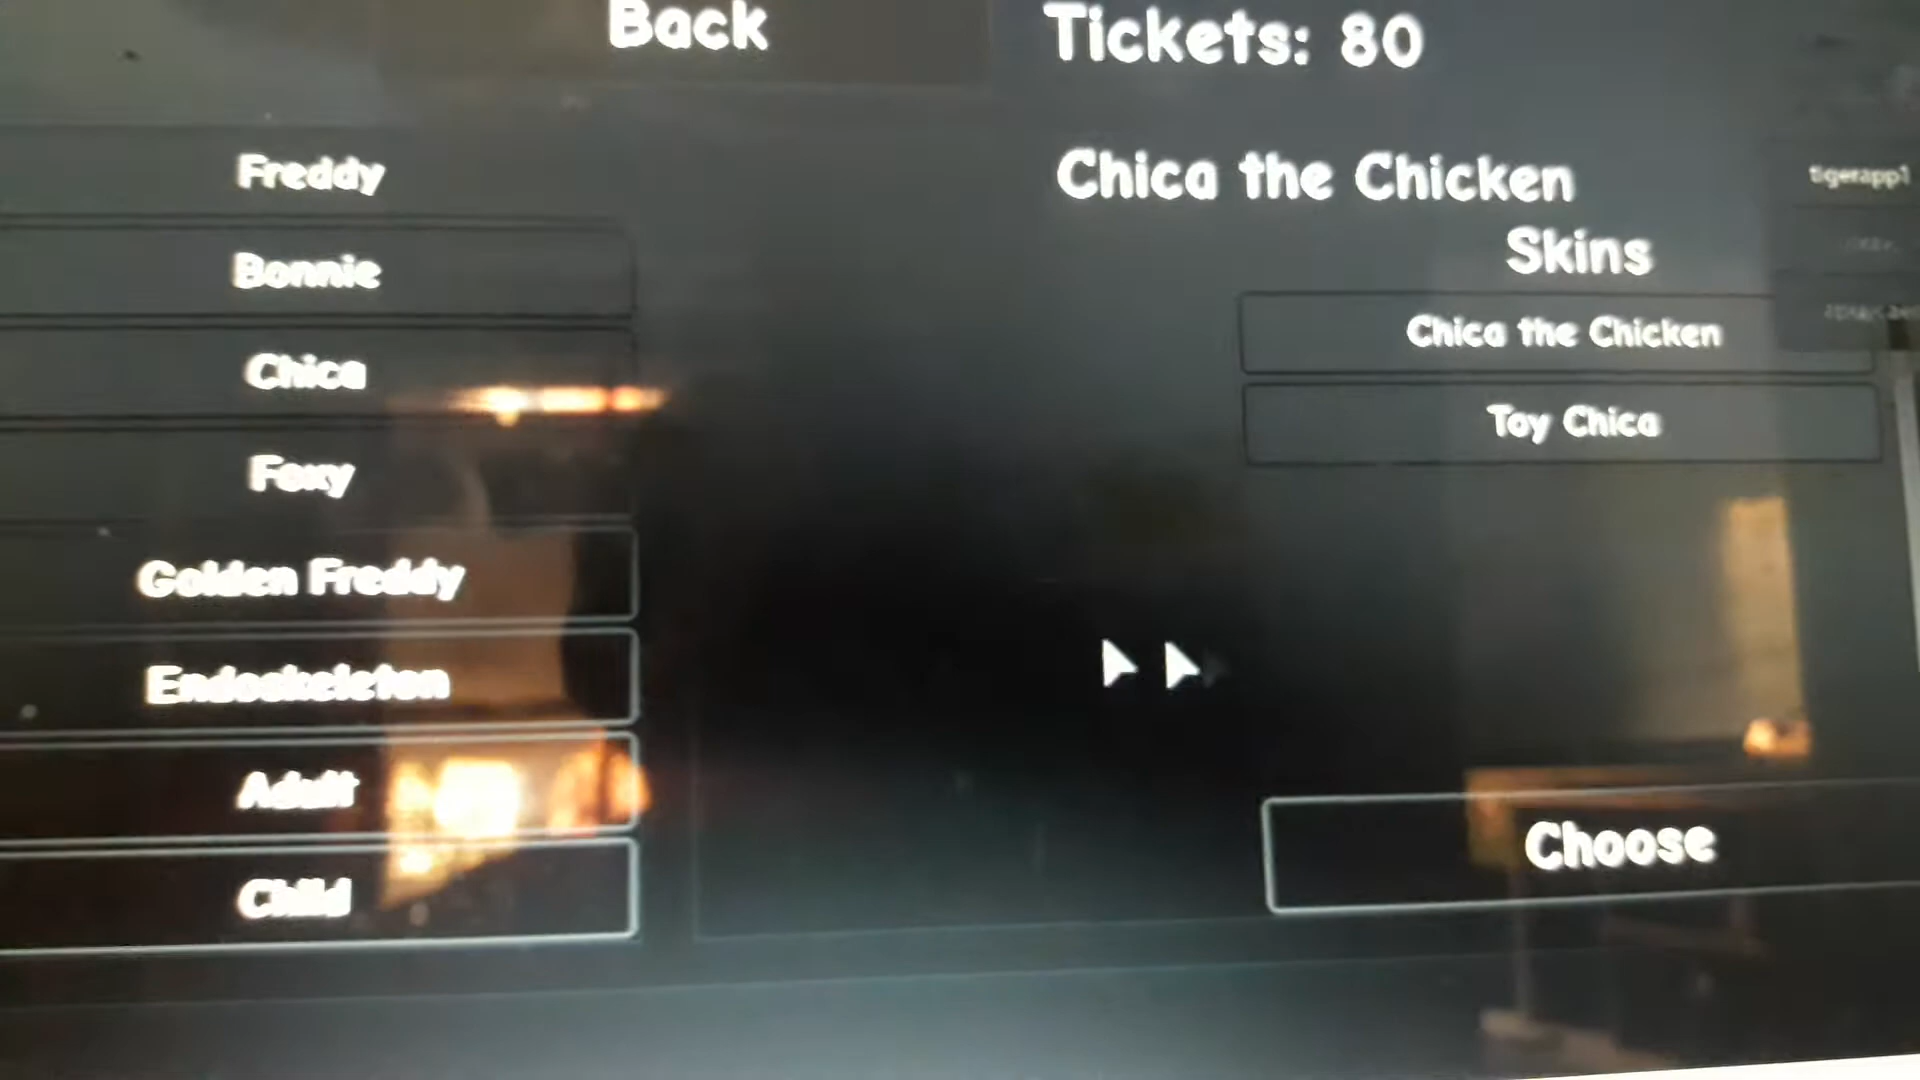 Back
Tickets: 80
Freddy
Bonnie
Chica
Foxy
Golden Freddy
Endoskeleton
Adult
Child
Chica the Chicken
Skins
Chica the Chicken
Toy Chica
Choose
tigerapp1